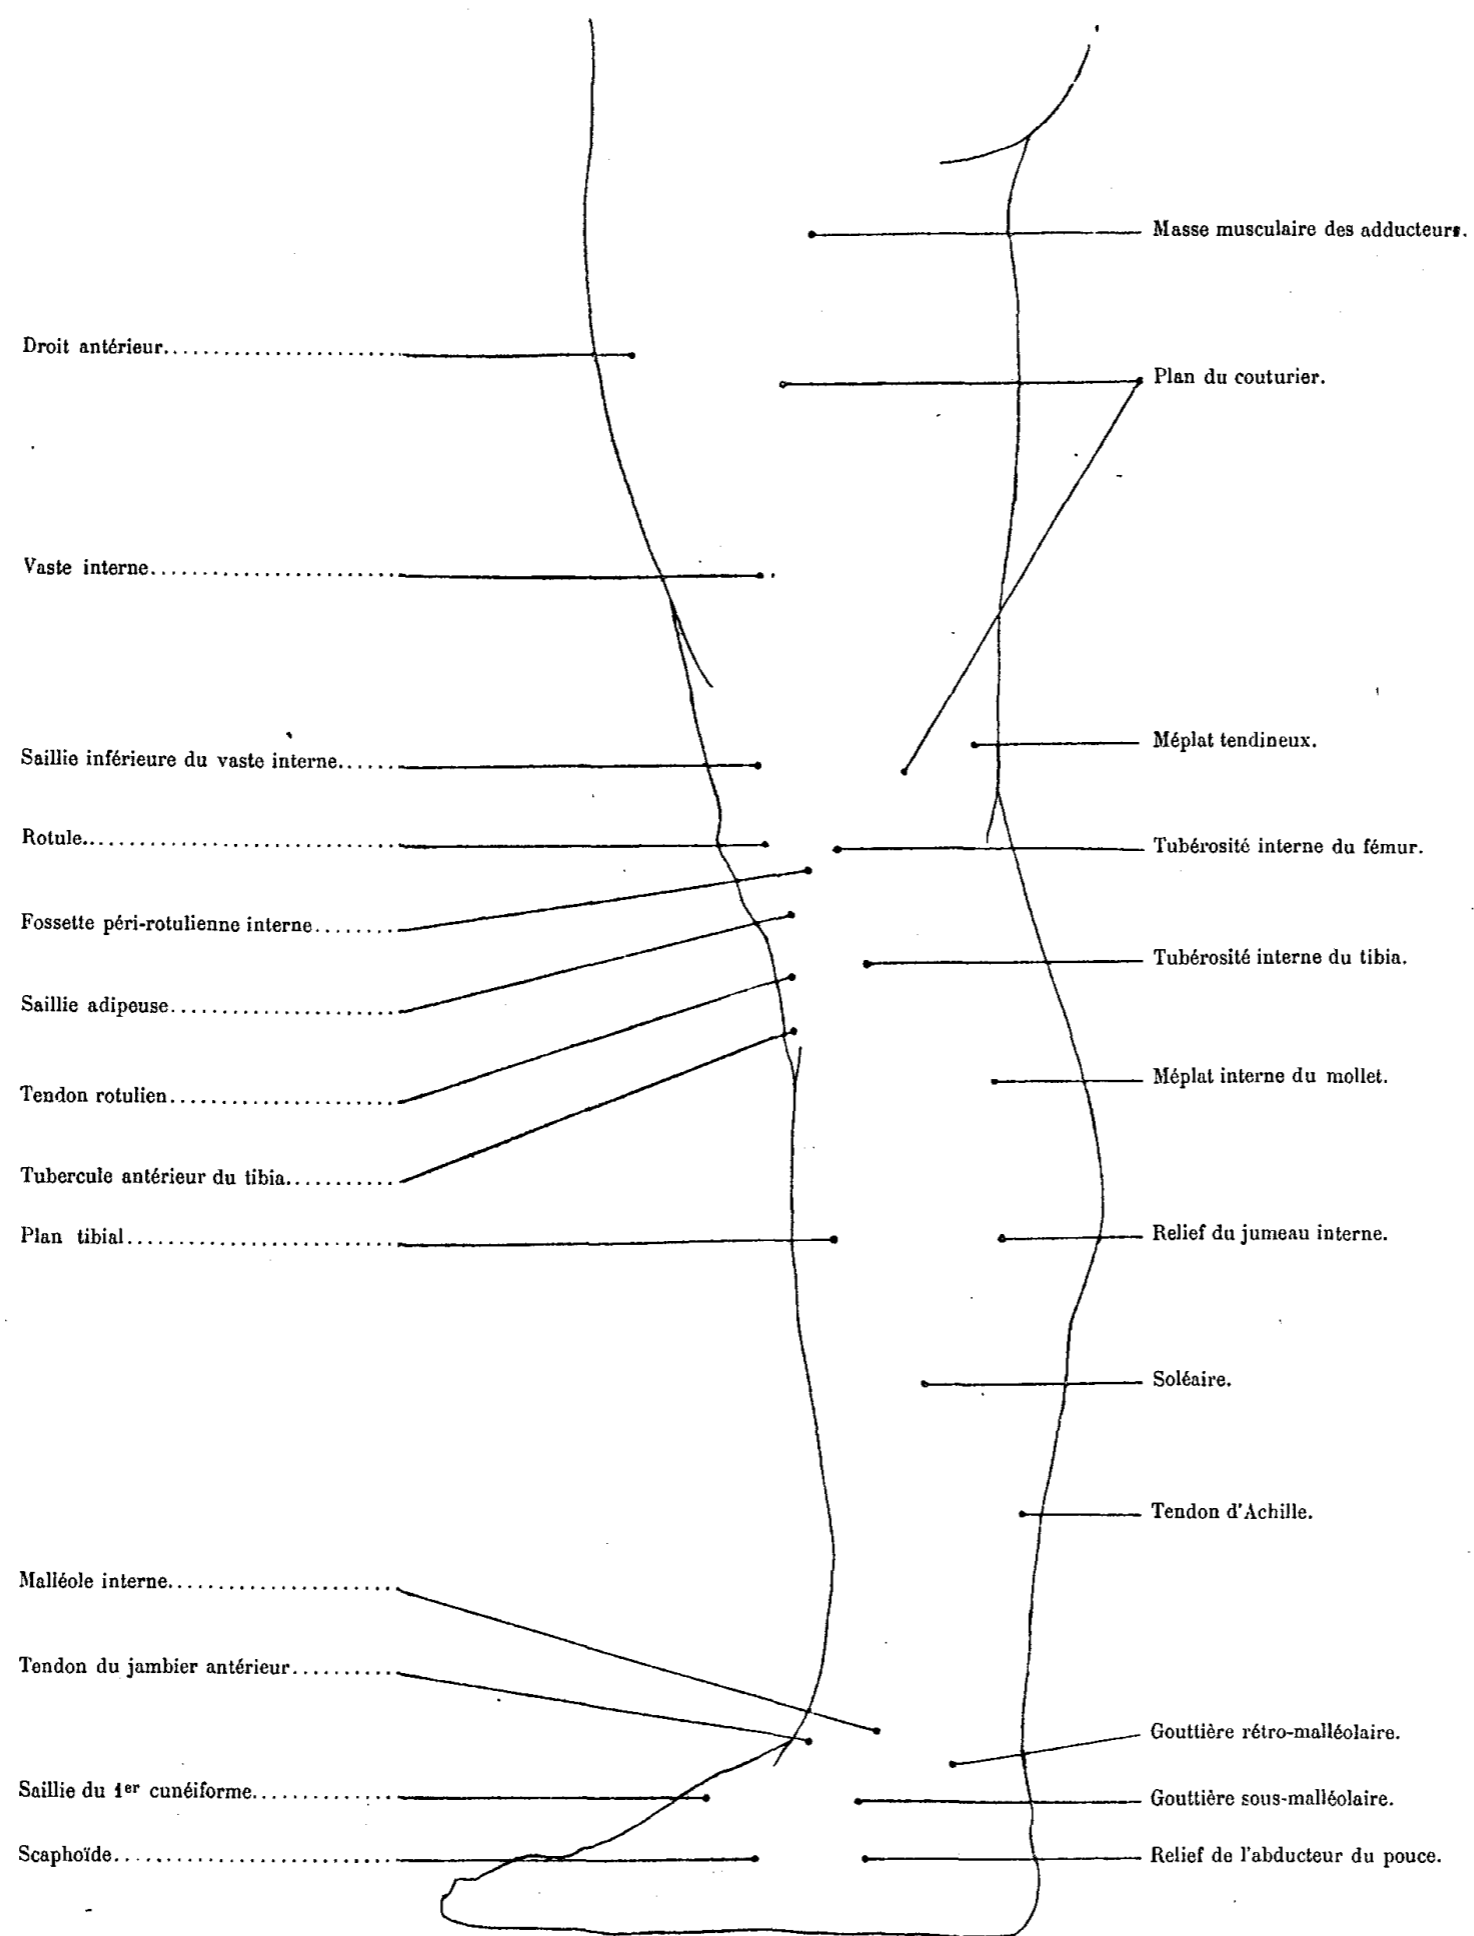 Masse musculaire des adducteurs.
Droit antérieur
Plan du couturier.
Vaste interne
Méplat tendineux.
Saillie inférieure du vaste interne
Rotule
Tubérosité interne du fémur.
Fossette péri-rotulienne interne
Tubérosité interne du tibia.
Saillie adipeuse
Méplat interne du mollet.
Tendon rotulien
Tubercule antérieur du tibia
Relief du jumeau interne.
Plan tibial
Soléaire.
Tendon d'Achille.
Malléole interne
Tendon du jambier antérieur
Gouttière rétro-malléolaire.
Saillie du 1er cunéiforme
Gouttière sous-malléolaire.
Scaphoïde
Relief de l'abducteur du pouce.